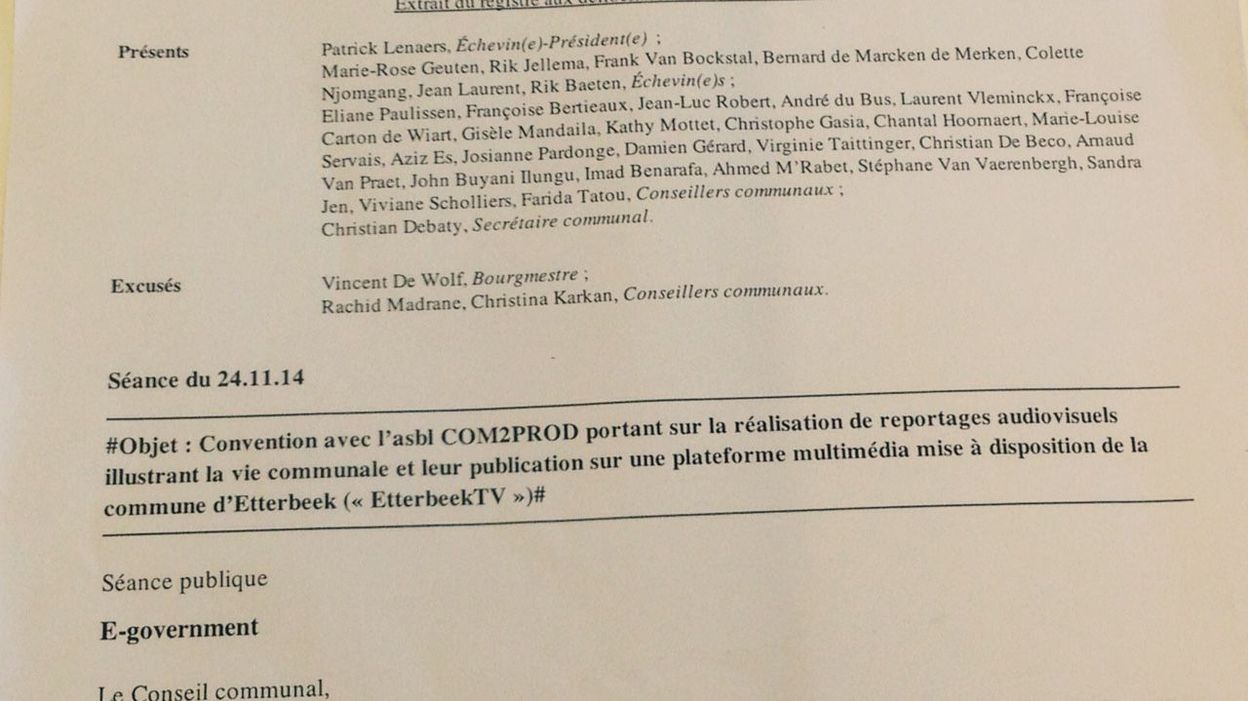 Extrait du registre aux
Présents
Patrick Lenaers, Échevin(e)-Président(e) ;
Marie-Rose Geuten, Rik Jellema, Frank Van Bockstal, Bernard de Marcken de Merken, Colette
Njomgang, Jean Laurent, Rik Baeten, Échevin(e)s ;
Eliane Paulissen, Françoise Bertieaux, Jean-Luc Robert, André du Bus, Laurent Vleminckx, Françoise
Carton de Wiart, Gisèle Mandaila, Kathy Mottet, Christophe Gasia, Chantal Hoornaert, Marie-Louise
Servais, Aziz Es, Josianne Pardonge, Damien Gérard, Virginie Taittinger, Christian De Beco, Arnaud
Van Praet, John Buyani Ilungu, Imad Benarafa, Ahmed M'Rabet, Stéphane Van Vaerenbergh, Sandra
Jen, Viviane Scholliers, Farida Tatou, Conseillers communaux ;
Christian Debaty, Secrétaire communal.
Excusés
Vincent De Wolf, Bourgmestre ;
Rachid Madrane, Christina Karkan, Conseillers communaux.
Séance du 24.11.14
#Objet : Convention avec l'asbl COM2PROD portant sur la réalisation de reportages audiovisuels
illustrant la vie communale et leur publication sur une plateforme multimédia mise à disposition de la
commune d'Etterbeek (« EtterbeekTV »)#
Séance publique
E-government
Le Conseil communal,